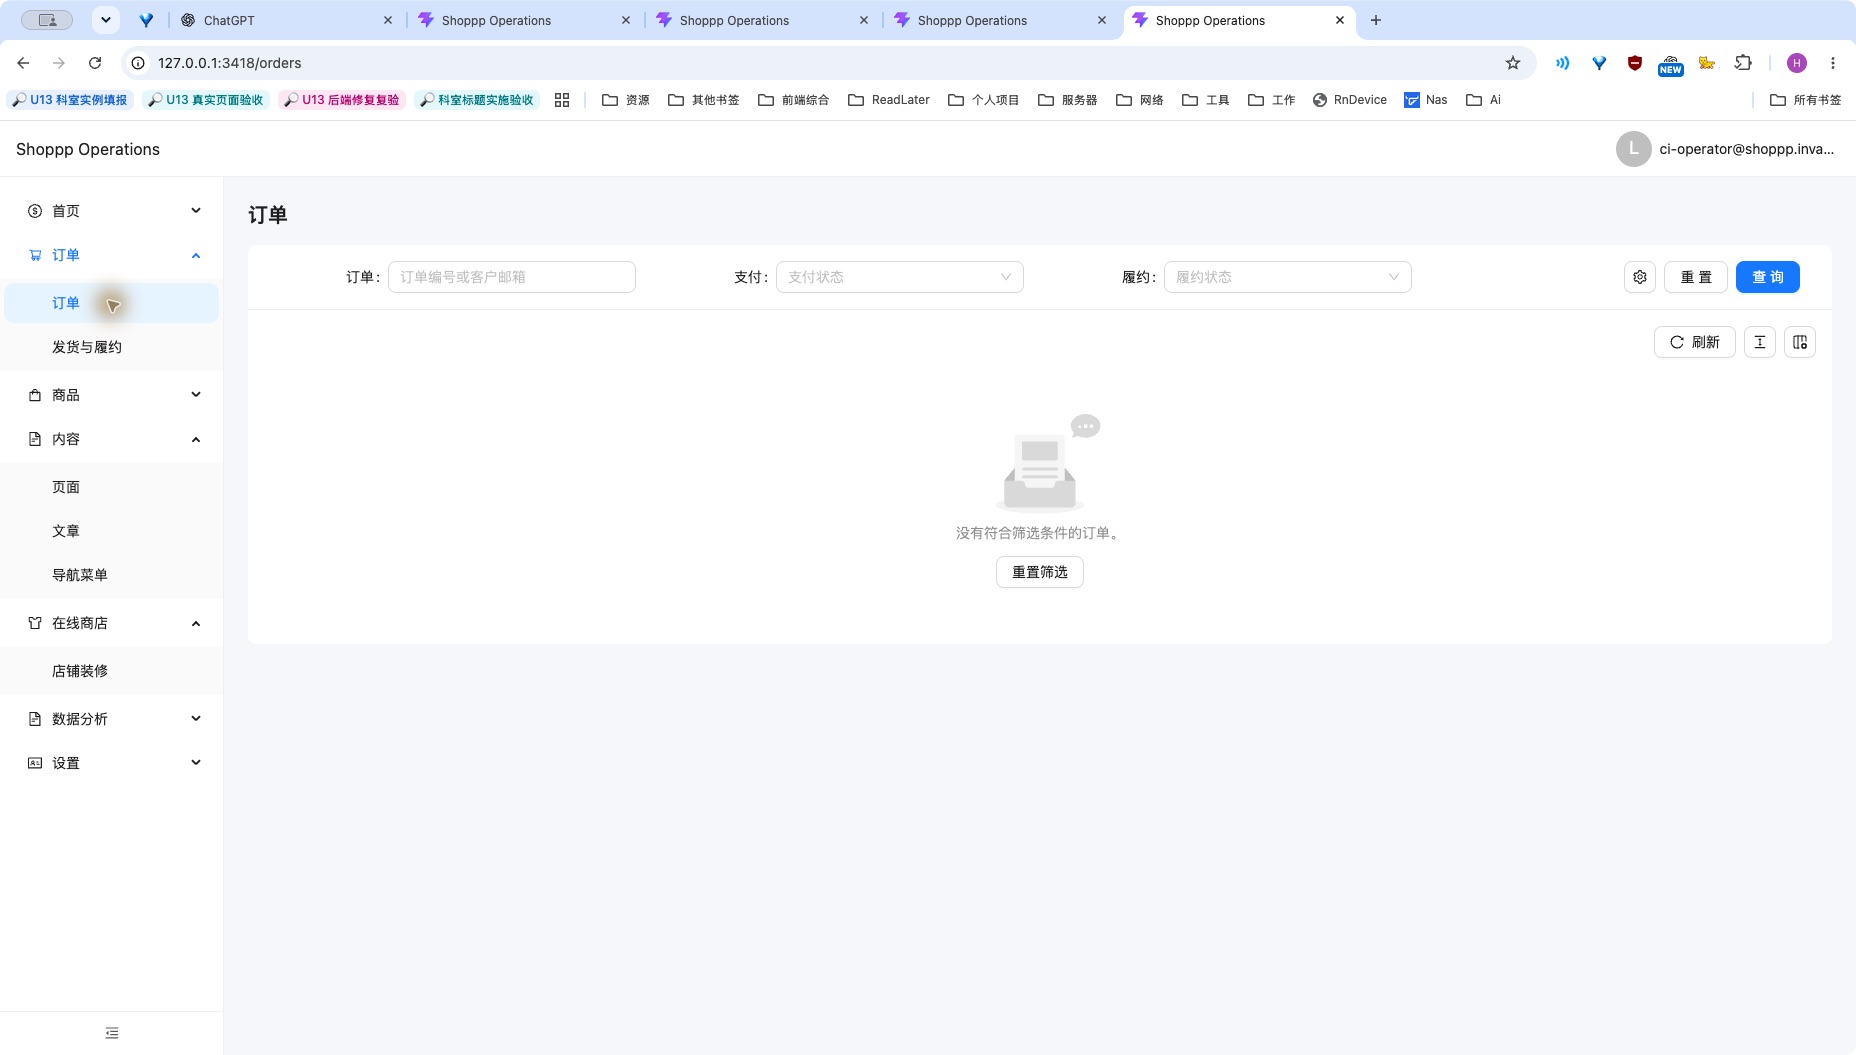 ChatGPT
Shoppp Operations
Shoppp Operations
Shoppp Operations
Shoppp Operations
127.0.0.1:3418/orders
NEW
H
U13 科室实例填报
U13 真实页面验收
U13 后端修复复验
科室标题实施验收
资源
其他书签
前端综合
ReadLater
个人项目
服务器
网络
工具
工作
RnDevice
Nas
Ai
所有书签
Shoppp Operations
L
ci-operator@shoppp.inva...
首页
订单
订单
发货与履约
商品
内容
页面
文章
导航菜单
在线商店
店铺装修
数据分析
设置
订单
订单：
订单编号或客户邮箱
支付：
支付状态
履约：
履约状态
重 置
查 询
刷新
没有符合筛选条件的订单。
重置筛选